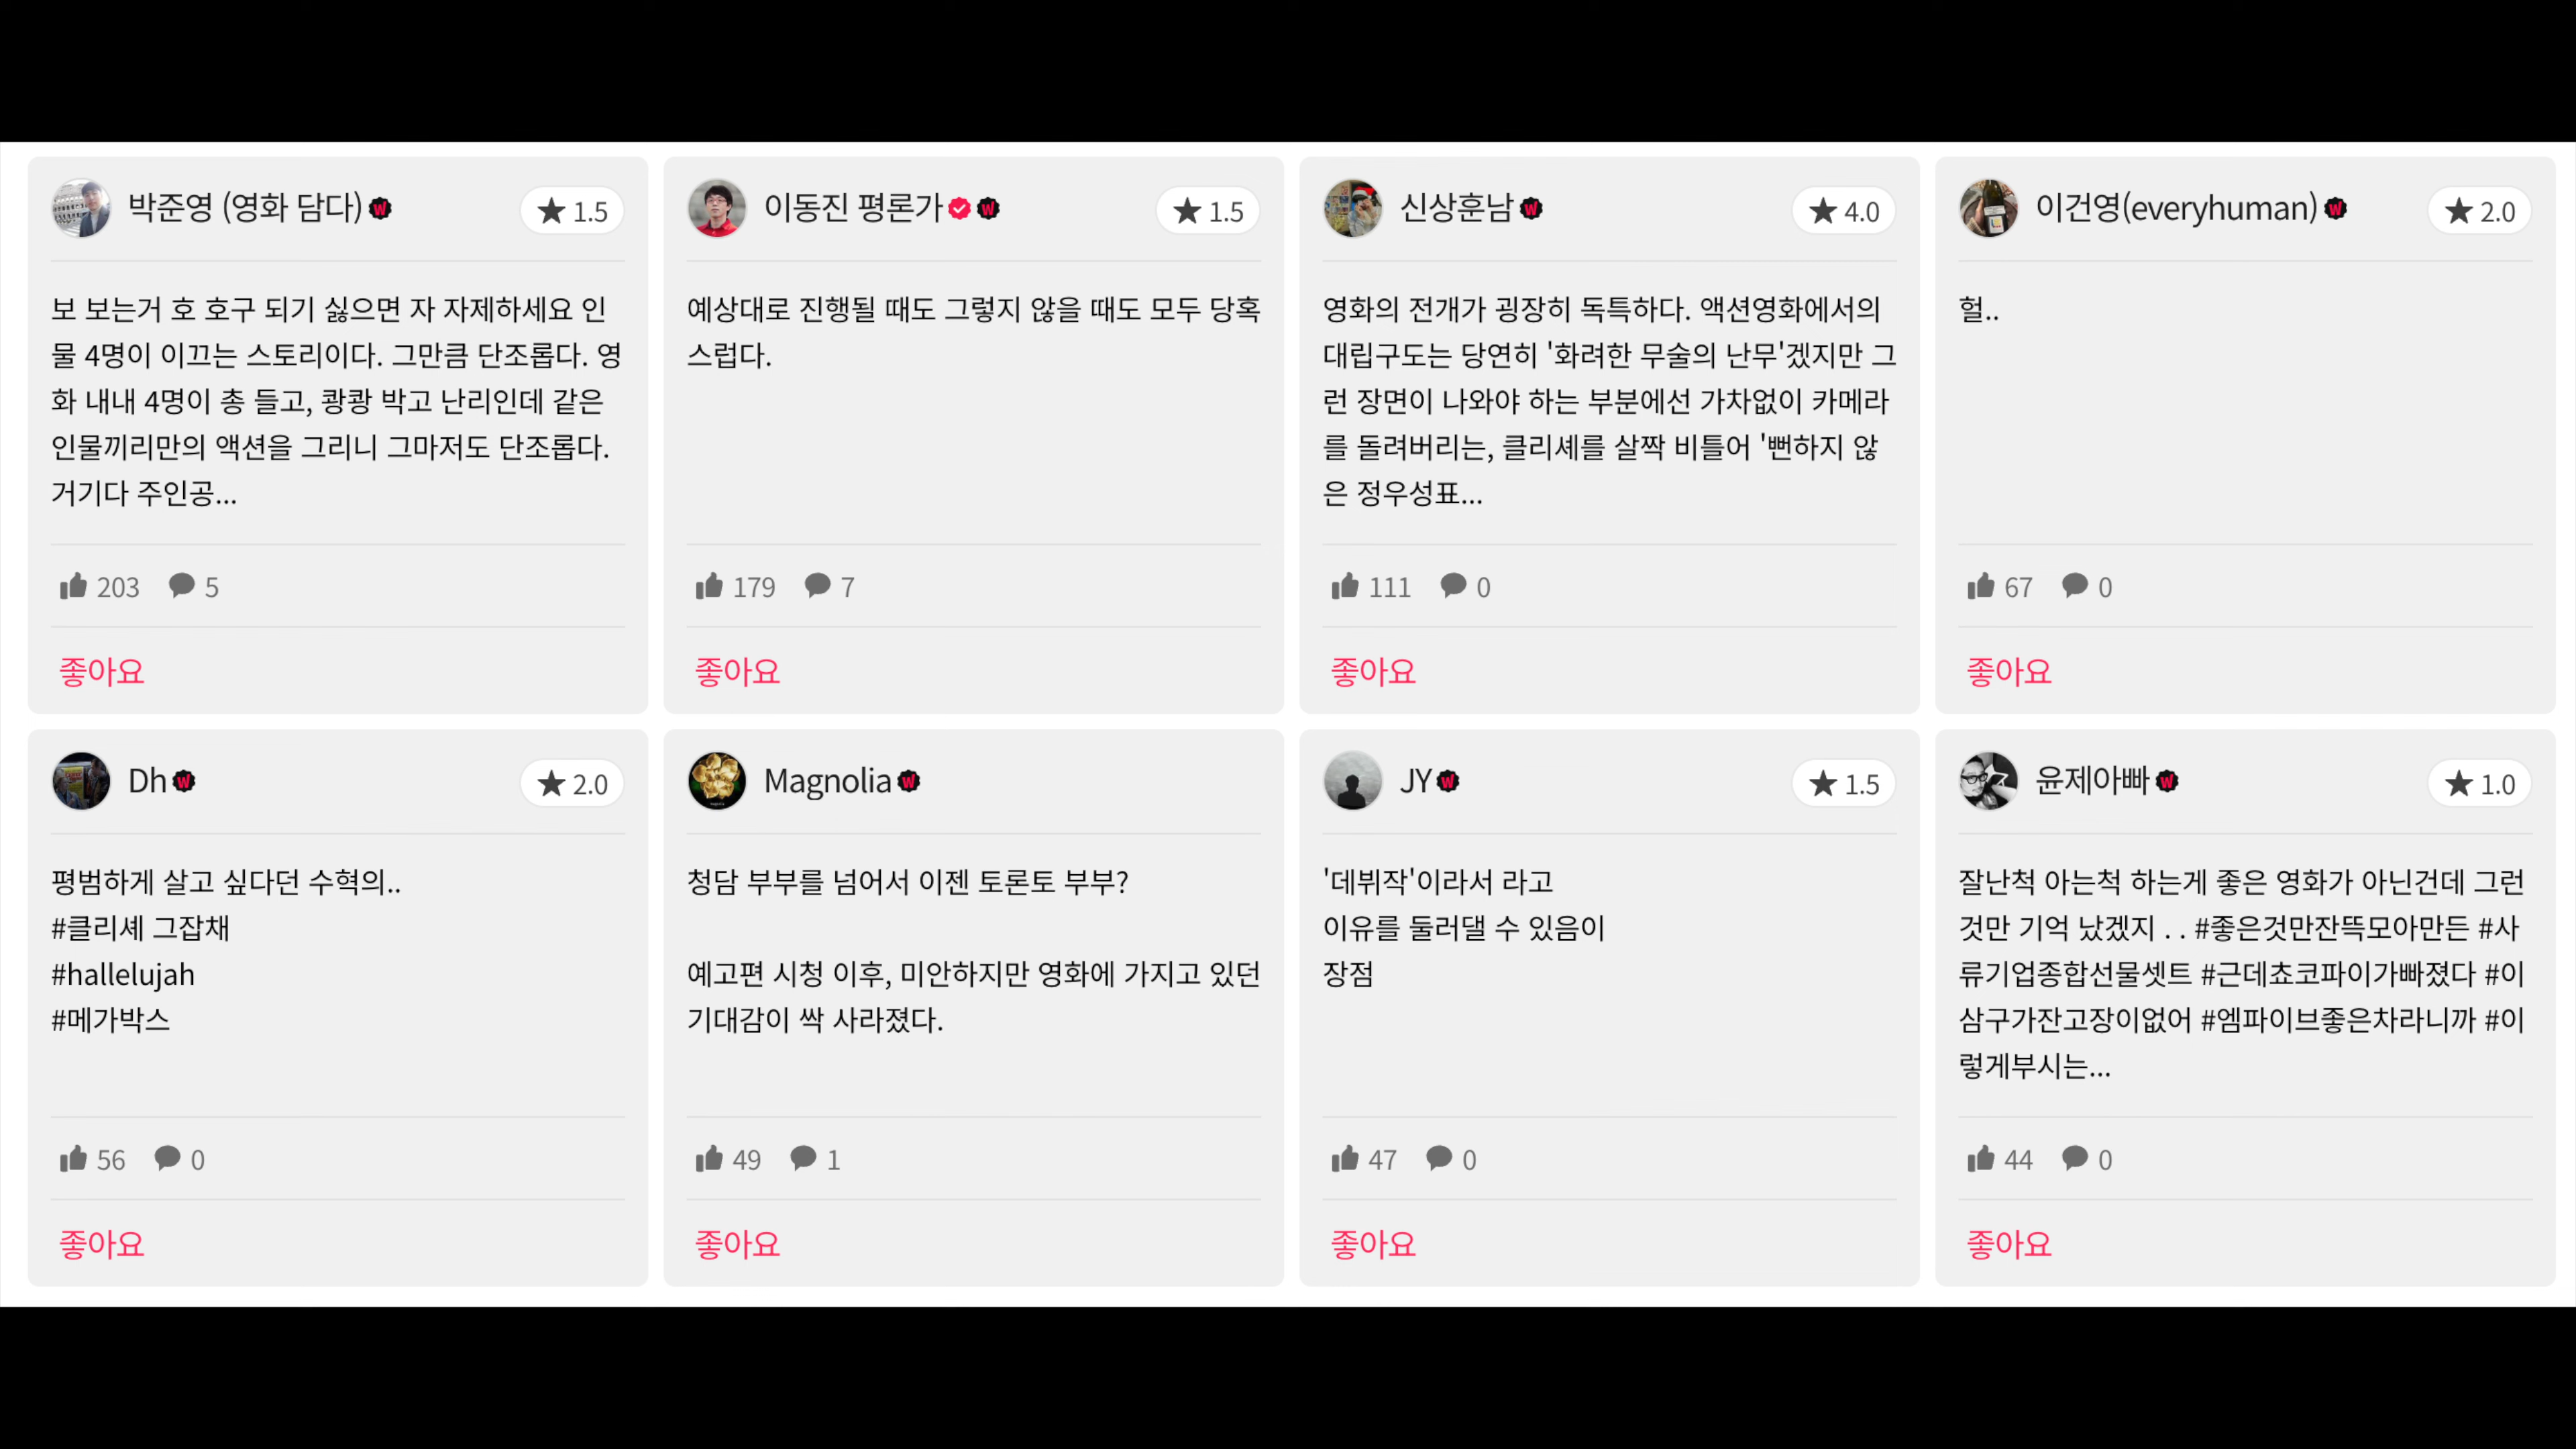 박준영 (영화 담다)
★ 1.5
보 보는거 호 호구 되기 싫으면 자 자제하세요 인
물 4명이 이끄는 스토리이다. 그만큼 단조롭다. 영
화 내내 4명이 총 들고, 쾅쾅 박고 난리인데 같은
인물끼리만의 액션을 그리니 그마저도 단조롭다.
거기다 주인공...
203 5
좋아요
이동진 평론가
★ 1.5
예상대로 진행될 때도 그렇지 않을 때도 모두 당혹
스럽다.
179 7
좋아요
신상훈남
★ 4.0
영화의 전개가 굉장히 독특하다. 액션영화에서의
대립구도는 당연히 '화려한 무술의 난무'겠지만 그
런 장면이 나와야 하는 부분에선 가차없이 카메라
를 돌려버리는, 클리셰를 살짝 비틀어 '뻔하지 않
은 정우성표...
111 0
좋아요
이건영(everyhuman)
★ 2.0
헐..
67 0
좋아요
Dh
★ 2.0
평범하게 살고 싶다던 수혁의..
#클리셰 그잡채
#hallelujah
#메가박스
56 0
좋아요
Magnolia
청담 부부를 넘어서 이젠 토론토 부부?
예고편 시청 이후, 미안하지만 영화에 가지고 있던
기대감이 싹 사라졌다.
49 1
좋아요
JY
★ 1.5
'데뷔작'이라서 라고
이유를 둘러댈 수 있음이
장점
47 0
좋아요
윤제아빠
★ 1.0
잘난척 아는척 하는게 좋은 영화가 아닌건데 그런
것만 기억 났겠지 . . #좋은것만잔뜩모아만든 #사
류기업종합선물셋트 #근데쵸코파이가빠졌다 #이
삼구가잔고장이없어 #엠파이브좋은차라니까 #이
렇게부시는...
44 0
좋아요